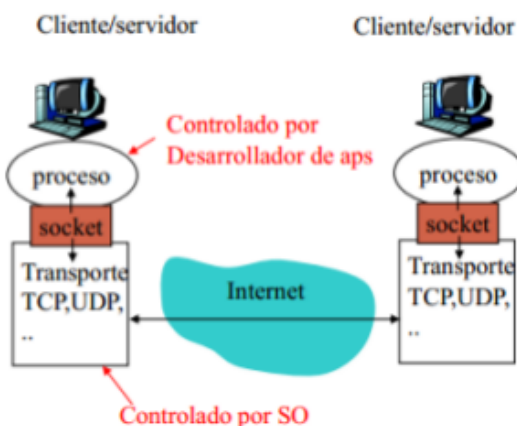 Cliente/servidor
Cliente/servidor
Controlado por
Desarrollador de aps
proceso
proceso
socket
socket
Transporte
TCP,UDP,
..
Internet
Transporte
TCP,UDP,
..
Controlado por SO